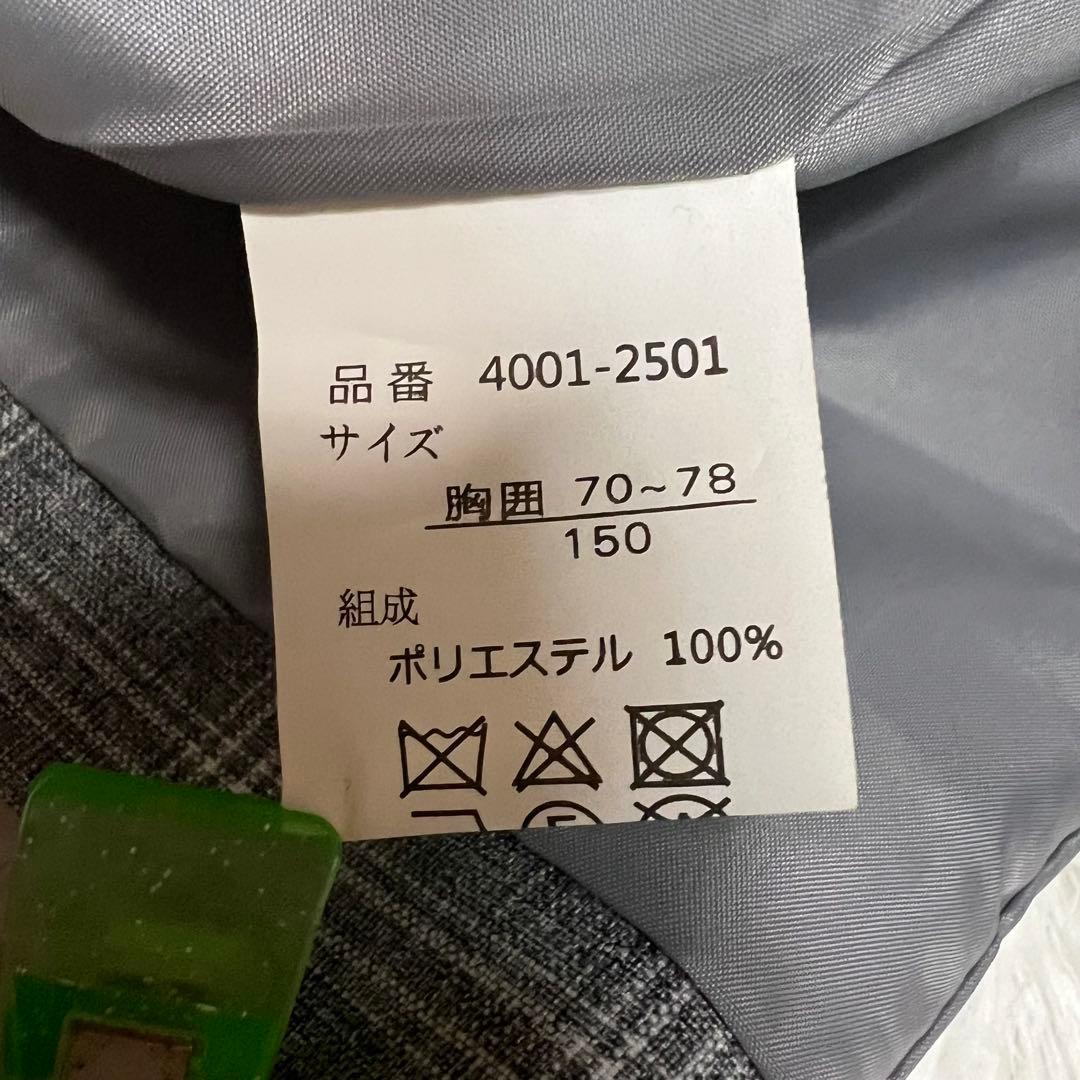 品番 4001-2501
サイズ
胸囲 70~78
150
組成
ポリエステル 100%